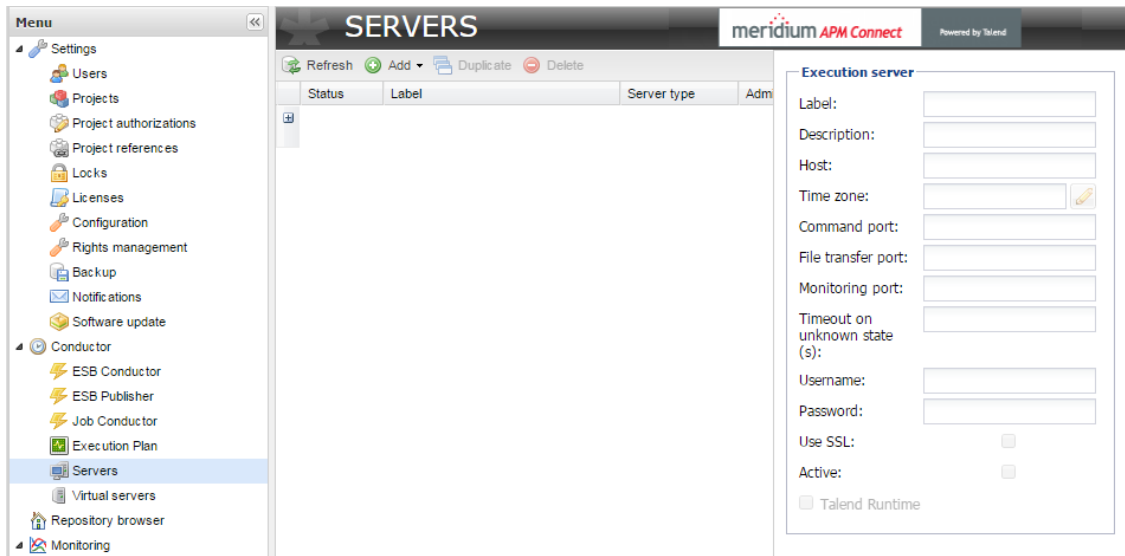 Menu
Settings
Users
Projects
Project authorizations
Project references
Locks
Licenses
Configuration
Rights management
Backup
Notifications
Software update
Conductor
ESB Conductor
ESB Publisher
Job Conductor
Execution Plan
Servers
Virtual servers
Repository browser
Monitoring
SERVERS
meridium APM Connect
Powered by Talend
Refresh Add Duplicate Delete
Status Label Server type Admi
Execution server
Label:
Description:
Host:
Time zone:
Command port:
File transfer port:
Monitoring port:
Timeout on
unknown state
(s):
Username:
Password:
Use SSL:
Active:
Talend Runtime